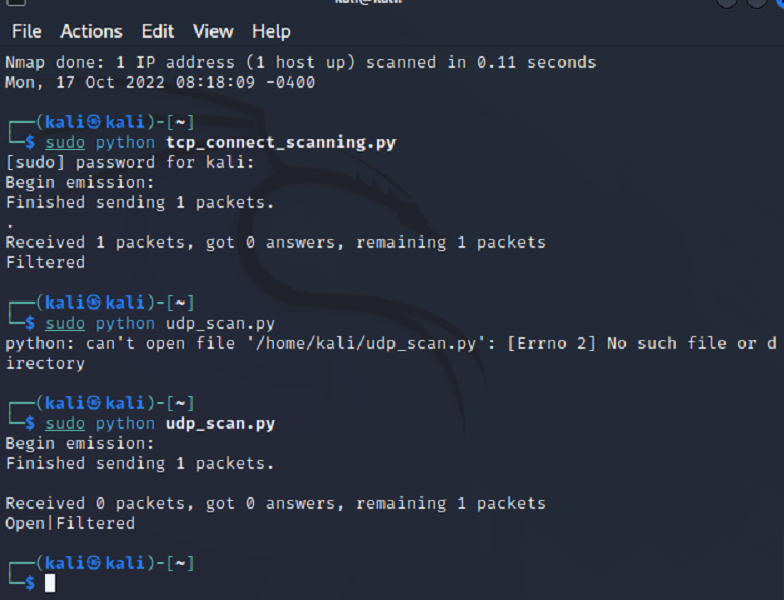 File Actions Edit View Help
Nmap done: 1 IP address (1 host up) scanned in 0.11 seconds
Mon, 17 Oct 2022 08:18:09 -0400
┌──(kali㉿kali)-[~]
└─$ sudo python tcp_connect_scanning.py
[sudo] password for kali:
Begin emission:
Finished sending 1 packets.
.
Received 1 packets, got 0 answers, remaining 1 packets
Filtered
┌──(kali㉿kali)-[~]
└─$ sudo python udp_scan.py
python: can't open file '/home/kali/udp_scan.py': [Errno 2] No such file or d
irectory
┌──(kali㉿kali)-[~]
└─$ sudo python udp_scan.py
Begin emission:
Finished sending 1 packets.
Received 0 packets, got 0 answers, remaining 1 packets
Open|Filtered
┌──(kali㉿kali)-[~]
└─$